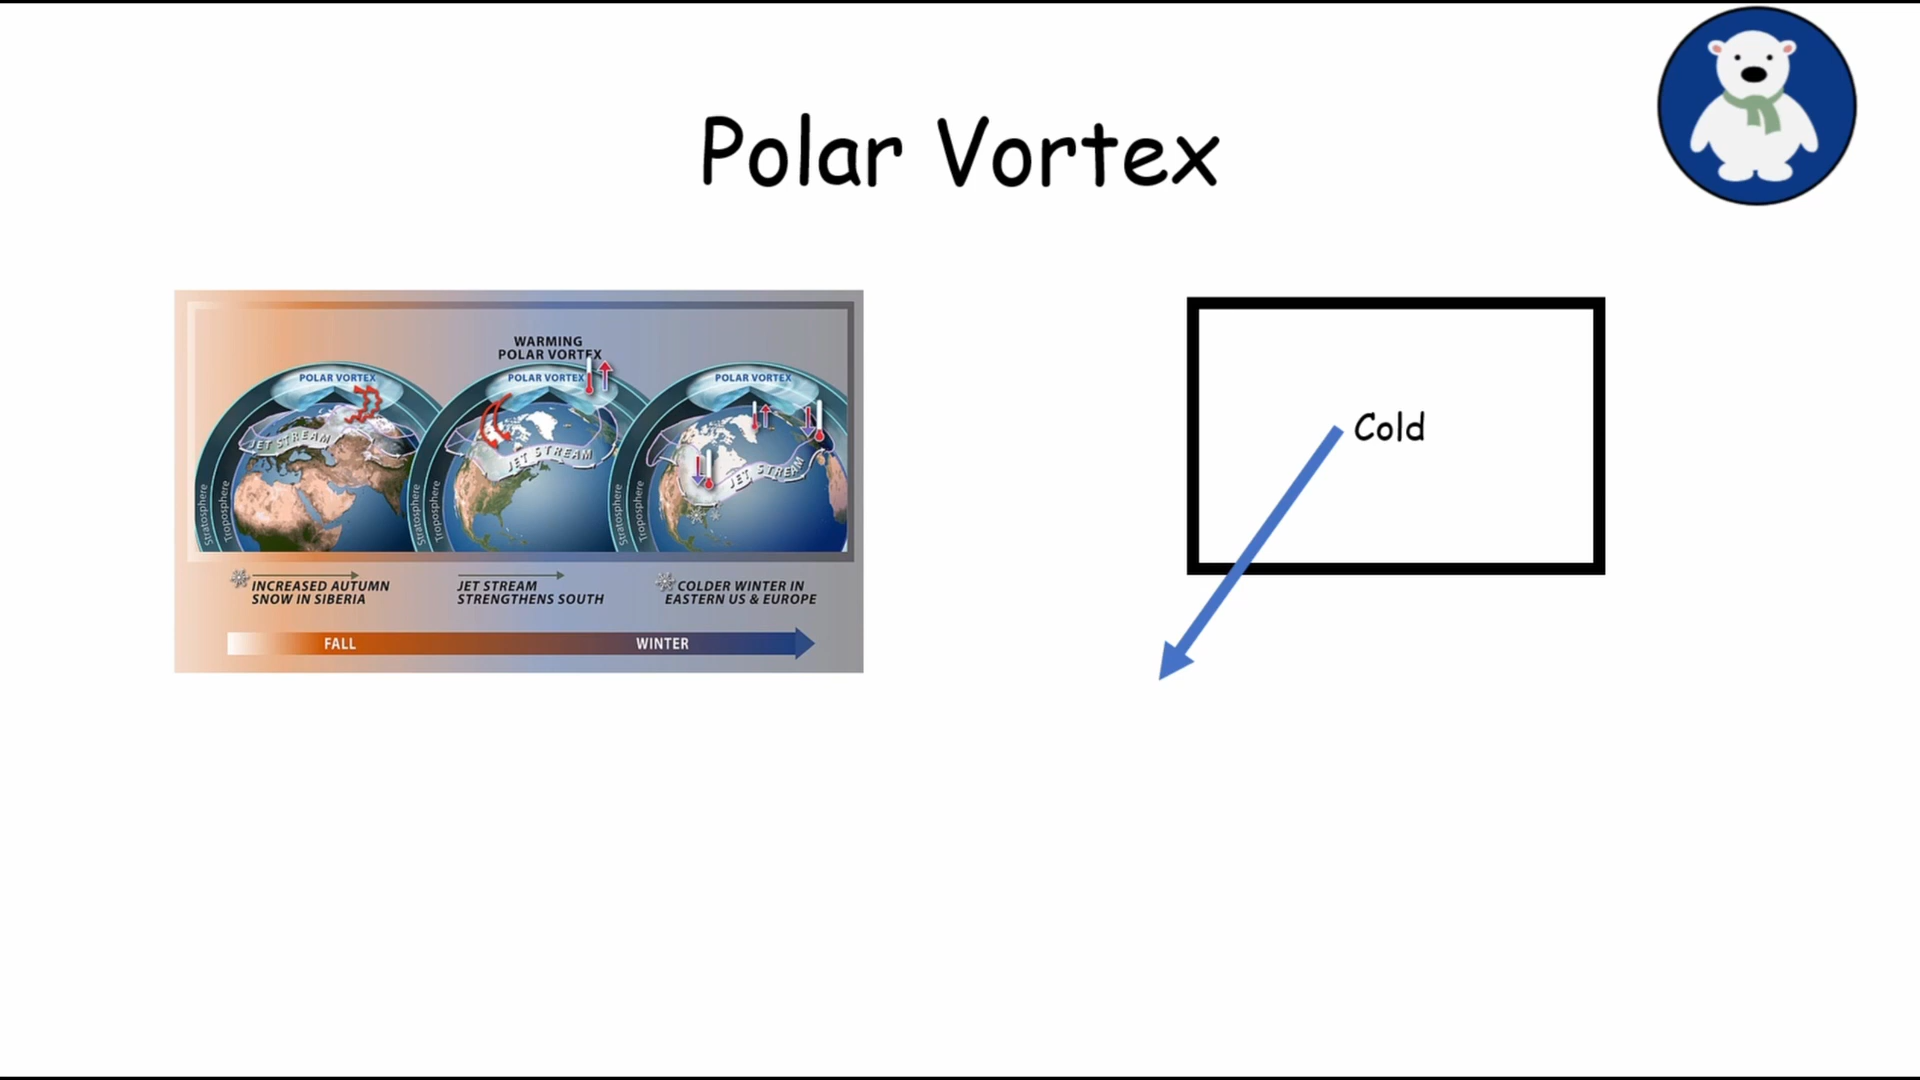 Polar Vortex
WARMING
POLAR VORTEX
POLAR VORTEX
POLAR VORTEX
POLAR VORTEX
JET STREAM
JET STREAM
JET STREAM
Stratosphere
Troposphere
Stratosphere
Troposphere
Stratosphere
Troposphere
INCREASED AUTUMN
SNOW IN SIBERIA
JET STREAM
STRENGTHENS SOUTH
COLDER WINTER IN
EASTERN US & EUROPE
FALL
WINTER
Cold